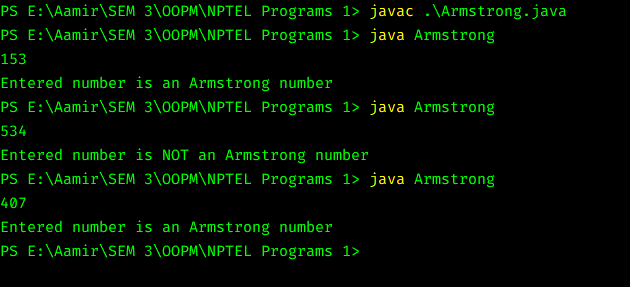 PS E:\Aamir\SEM 3\OOPM\NPTEL Programs 1> javac .\Armstrong.java
PS E:\Aamir\SEM 3\OOPM\NPTEL Programs 1> java Armstrong
153
Entered number is an Armstrong number
PS E:\Aamir\SEM 3\OOPM\NPTEL Programs 1> java Armstrong
534
Entered number is NOT an Armstrong number
PS E:\Aamir\SEM 3\OOPM\NPTEL Programs 1> java Armstrong
407
Entered number is an Armstrong number
PS E:\Aamir\SEM 3\OOPM\NPTEL Programs 1>